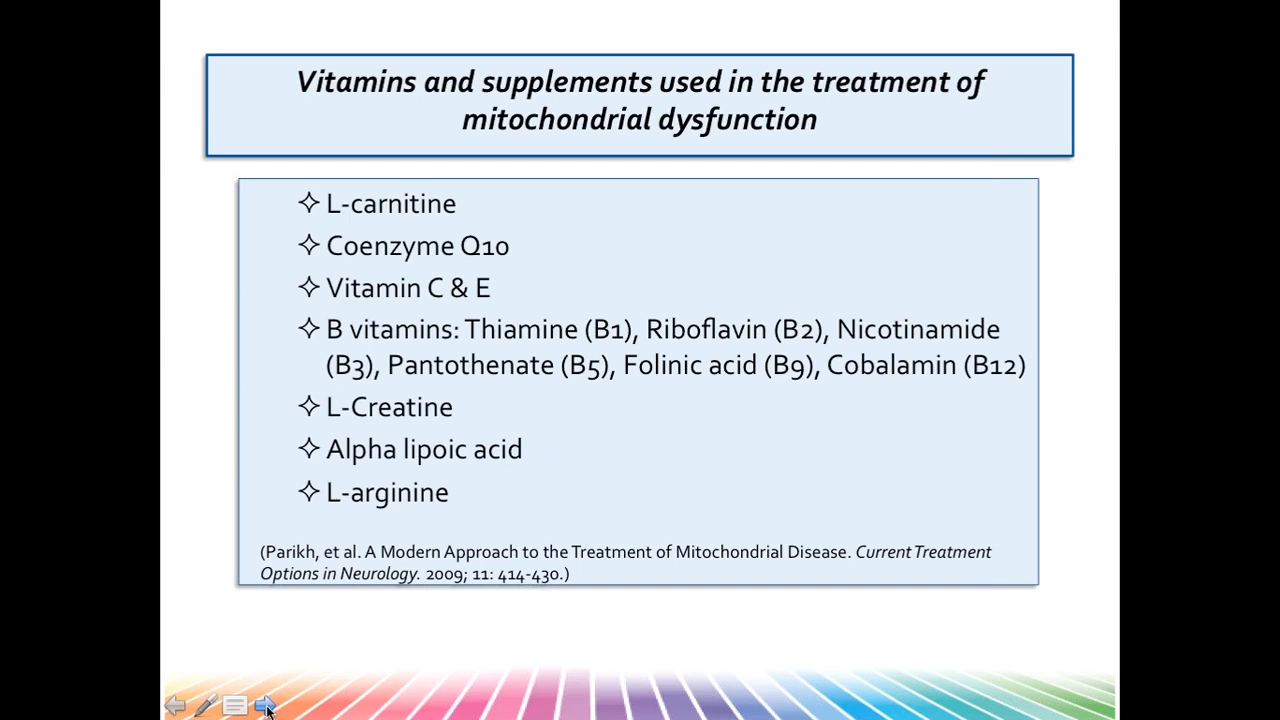 Vitamins and supplements used in the treatment of
mitochondrial dysfunction
✧ L-carnitine
✧ Coenzyme Q10
✧ Vitamin C & E
✧ B vitamins: Thiamine (B1), Riboflavin (B2), Nicotinamide
(B3), Pantothenate (B5), Folinic acid (B9), Cobalamin (B12)
✧ L-Creatine
✧ Alpha lipoic acid
✧ L-arginine
(Parikh, et al. A Modern Approach to the Treatment of Mitochondrial Disease. Current Treatment
Options in Neurology. 2009; 11: 414-430.)